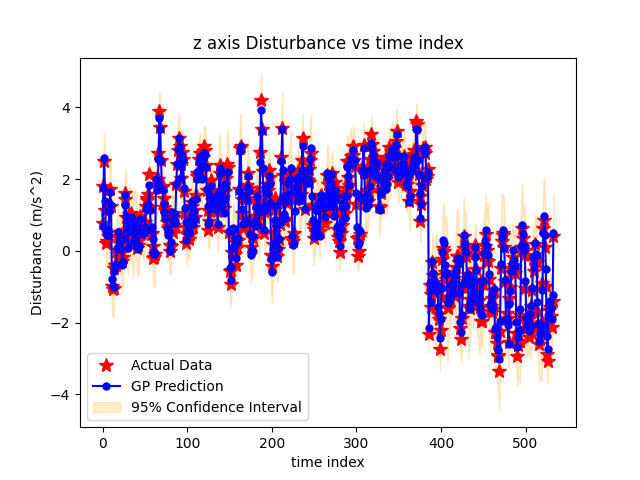 z axis Disturbance vs time index
Disturbance (m/s^2)
4
2
0
−2
−4
Actual Data
GP Prediction
95% Confidence Interval
0 100 200 300 400 500
time index